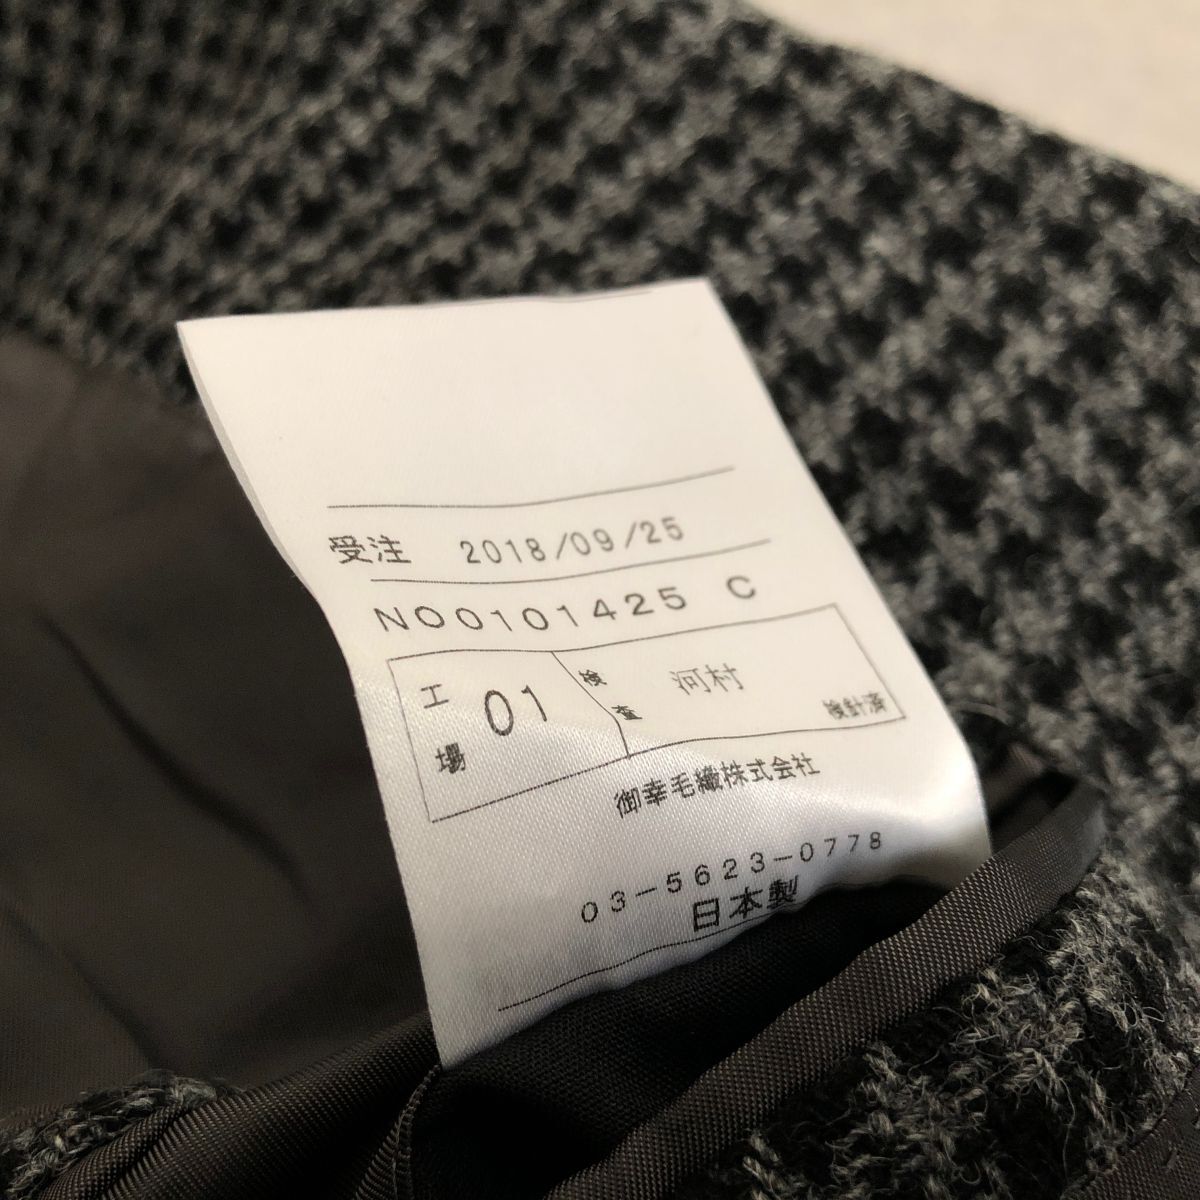 受注 2018/09/25
NO0101425 C
工場 01 検査 河村 検針済
御幸毛織株式会社
03-5623-0778
日本製